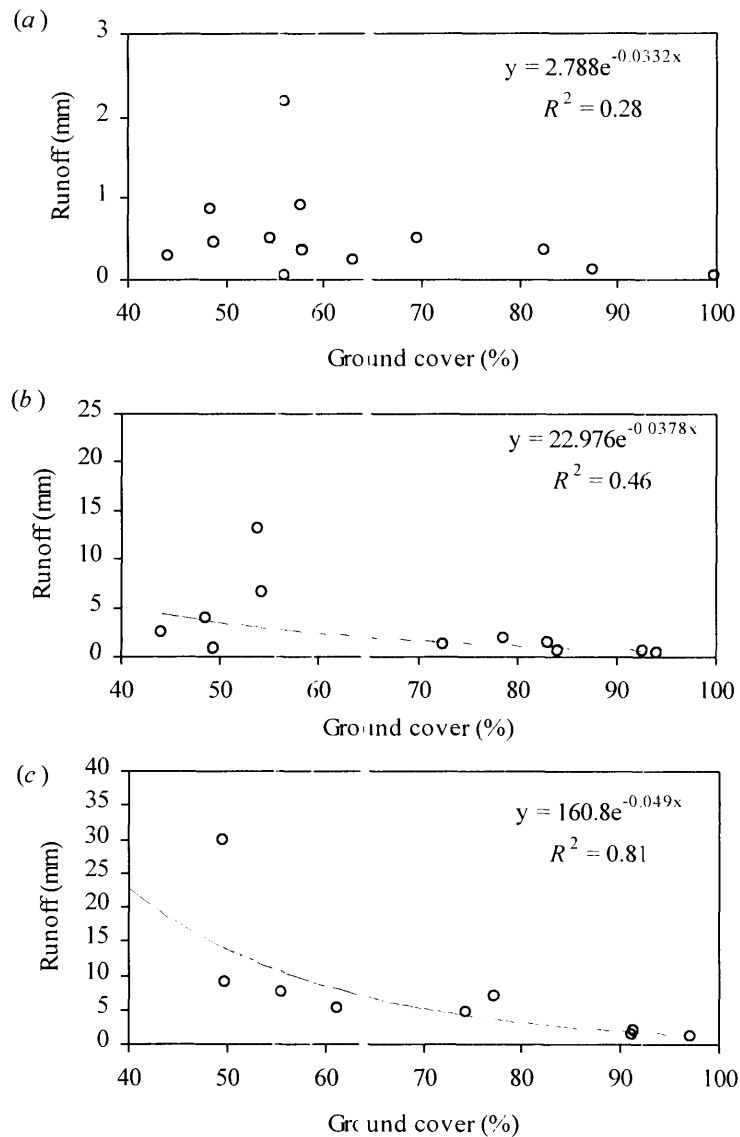 (a)
3
2
1
0
Runoff (mm)
y = 2.788e^-0.0332x
R² = 0.28
40 50 60 70 80 90 100
Ground cover (%)
(b)
25
20
15
10
5
0
Runoff (mm)
y = 22.976e^-0.0378x
R² = 0.46
40 50 60 70 80 90 100
Ground cover (%)
(c)
40
35
30
25
20
15
10
5
0
Runoff (mm)
y = 160.8e^-0.049x
R² = 0.81
40 50 60 70 80 90 100
Ground cover (%)